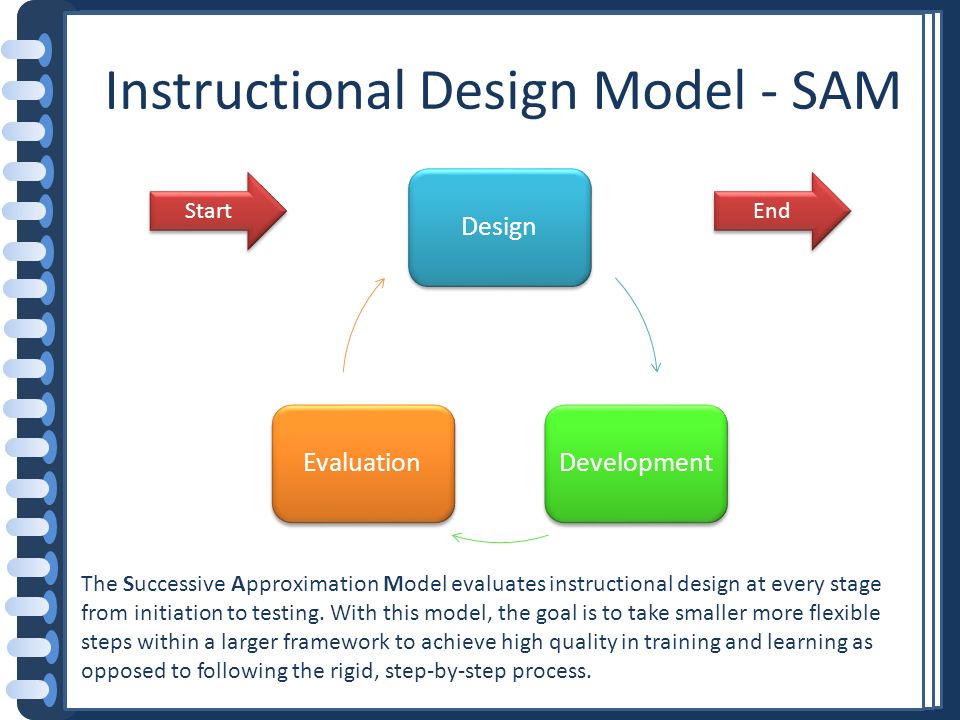 Instructional Design Model - SAM
Start
Design
End
Evaluation
Development
The Successive Approximation Model evaluates instructional design at every stage
from initiation to testing. With this model, the goal is to take smaller more flexible
steps within a larger framework to achieve high quality in training and learning as
opposed to following the rigid, step-by-step process.